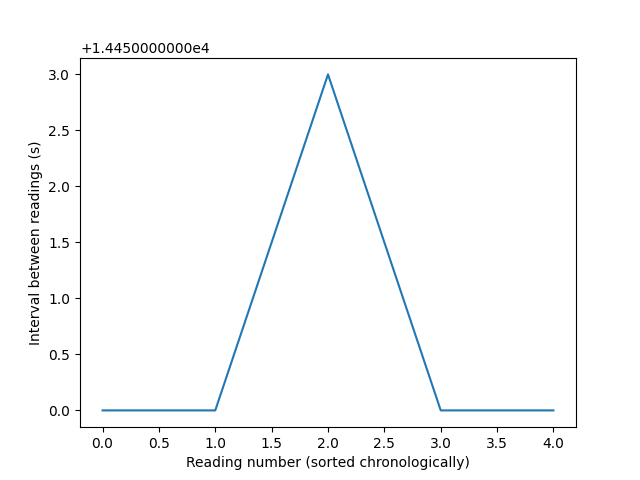 +1.4450000000e4
3.0
2.5
2.0
1.5
1.0
0.5
0.0
Interval between readings (s)
0.0 0.5 1.0 1.5 2.0 2.5 3.0 3.5 4.0
Reading number (sorted chronologically)